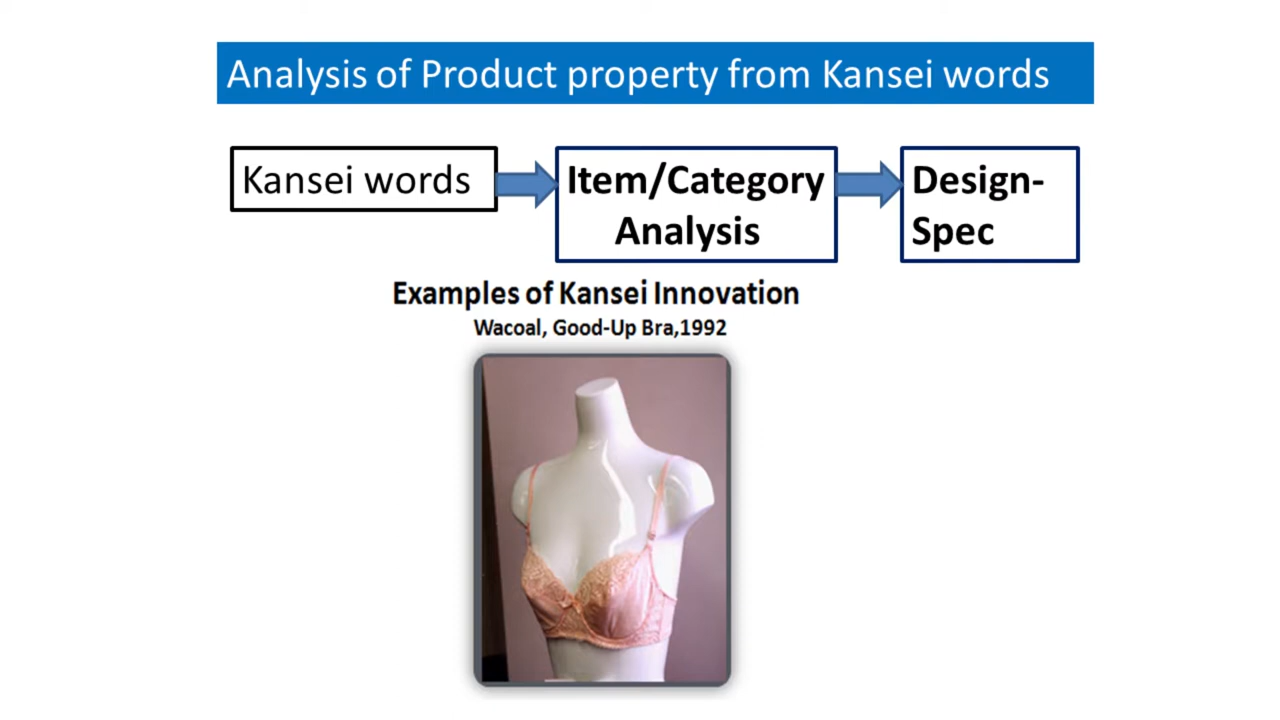 Analysis of Product property from Kansei words
Kansei words
Item/Category
Analysis
Design-
Spec
Examples of Kansei Innovation
Wacoal, Good-Up Bra,1992